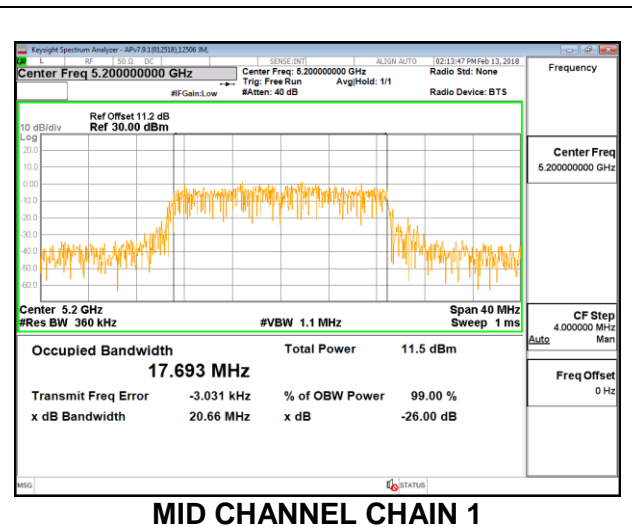 Keysight Spectrum Analyzer - APv7.9.1(012518),12506 JM,
L RF 50 Ω DC SENSE:INT ALIGN AUTO 02:13:47 PM Feb 13, 2018
Center Freq 5.200000000 GHz Center Freq: 5.200000000 GHz Radio Std: None Frequency
Trig: Free Run Avg|Hold: 1/1
#IFGain:Low #Atten: 40 dB Radio Device: BTS
Ref Offset 11.2 dB
10 dB/div Ref 30.00 dBm
Log
20.0
10.0
0.00
-10.0
-20.0
-30.0
-40.0
-50.0
-60.0
Center Freq
5.200000000 GHz
Center 5.2 GHz Span 40 MHz
#Res BW 360 kHz #VBW 1.1 MHz Sweep 1 ms
CF Step
4.000000 MHz
Auto Man
Occupied Bandwidth Total Power 11.5 dBm
17.693 MHz
Freq Offset
0 Hz
Transmit Freq Error -3.031 kHz % of OBW Power 99.00 %
x dB Bandwidth 20.66 MHz x dB -26.00 dB
MSG STATUS
MID CHANNEL CHAIN 1